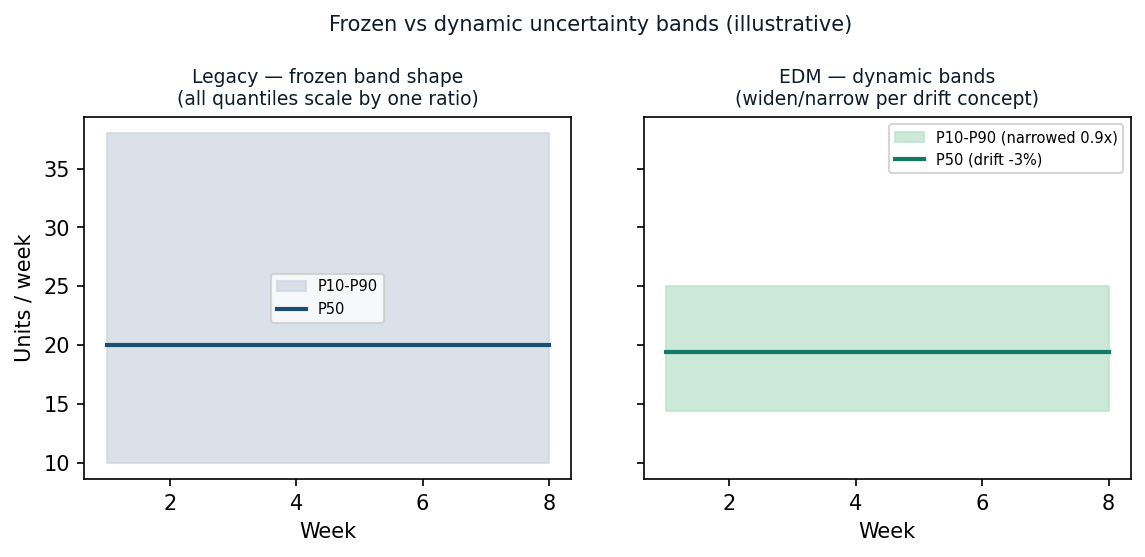 Frozen vs dynamic uncertainty bands (illustrative)
Legacy — frozen band shape
(all quantiles scale by one ratio)
Units / week
35
30
25
20
15
10
P10-P90
P50
2
4
6
8
Week
EDM — dynamic bands
(widen/narrow per drift concept)
P10-P90 (narrowed 0.9x)
P50 (drift -3%)
2
4
6
8
Week